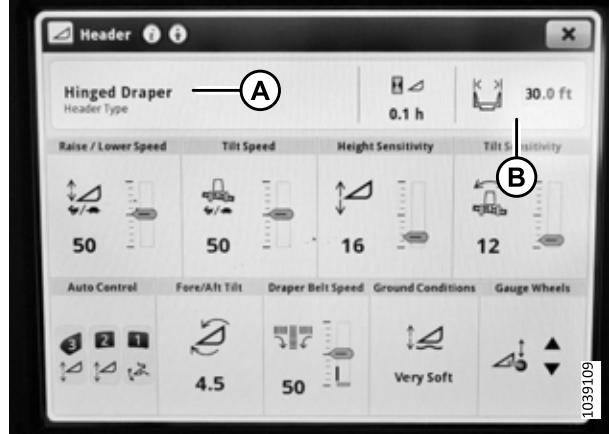 Header
Hinged Draper
Header Type
A
0.1 h
30.0 ft
B
Raise / Lower Speed
Tilt Speed
Height Sensitivity
Tilt Sensitivity
50
50
16
12
Auto Control
Fore/Aft Tilt
Draper Belt Speed
Ground Conditions
Gauge Wheels
3 2 1
4.5
50
Very Soft
1039109